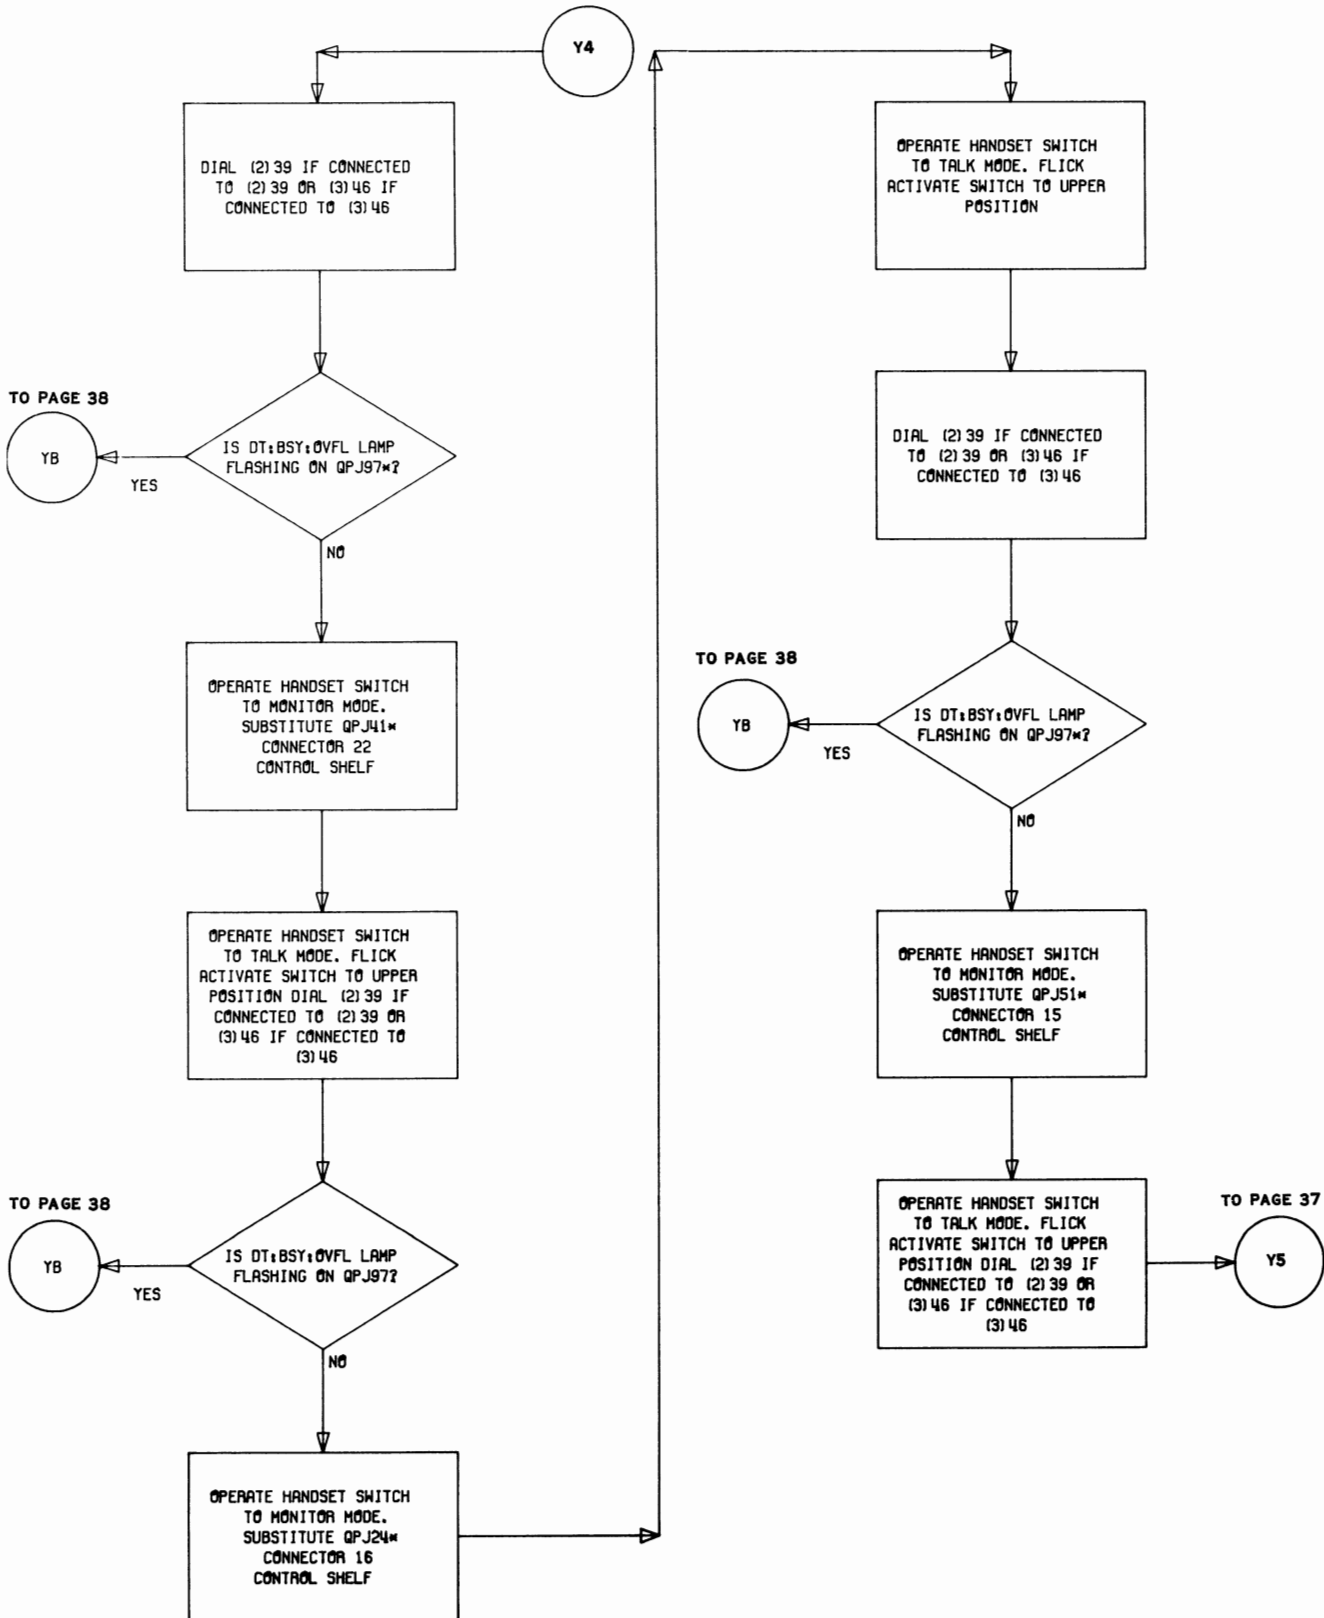 Y4
DIAL (2)39 IF CONNECTED
TO (2)39 OR (3)46 IF
CONNECTED TO (3)46
TO PAGE 38
YB
YES
IS DT:BSY:OVFL LAMP
FLASHING ON QPJ97*?
NO
OPERATE HANDSET SWITCH
TO MONITOR MODE.
SUBSTITUTE QPJ41*
CONNECTOR 22
CONTROL SHELF
OPERATE HANDSET SWITCH
TO TALK MODE. FLICK
ACTIVATE SWITCH TO UPPER
POSITION DIAL (2)39 IF
CONNECTED TO (2)39 OR
(3)46 IF CONNECTED TO
(3)46
TO PAGE 38
YB
YES
IS DT:BSY:OVFL LAMP
FLASHING ON QPJ97?
NO
OPERATE HANDSET SWITCH
TO MONITOR MODE.
SUBSTITUTE QPJ24*
CONNECTOR 16
CONTROL SHELF
OPERATE HANDSET SWITCH
TO TALK MODE. FLICK
ACTIVATE SWITCH TO UPPER
POSITION
DIAL (2)39 IF CONNECTED
TO (2)39 OR (3)46 IF
CONNECTED TO (3)46
TO PAGE 38
YB
YES
IS DT:BSY:OVFL LAMP
FLASHING ON QPJ97*?
NO
OPERATE HANDSET SWITCH
TO MONITOR MODE.
SUBSTITUTE QPJ51*
CONNECTOR 15
CONTROL SHELF
OPERATE HANDSET SWITCH
TO TALK MODE. FLICK
ACTIVATE SWITCH TO UPPER
POSITION DIAL (2)39 IF
CONNECTED TO (2)39 OR
(3)46 IF CONNECTED TO
(3)46
TO PAGE 37
Y5